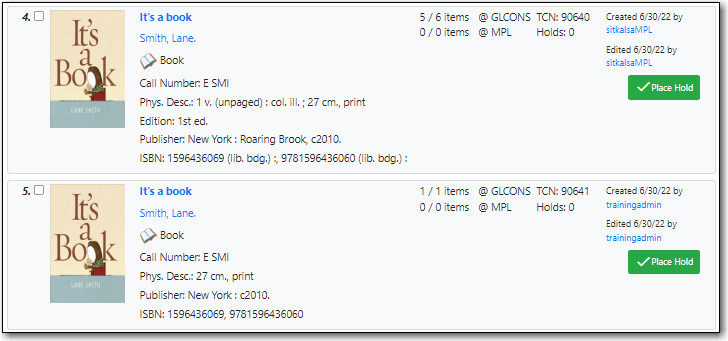 4.
It's
a
Book
LANE SMITH
It's a book
Smith, Lane.
Book
Call Number: E SMI
Phys. Desc.: 1 v. (unpaged) : col. ill. ; 27 cm., print
Edition: 1st ed.
Publisher: New York : Roaring Brook, c2010.
ISBN: 1596436069 (lib. bdg.) :, 9781596436060 (lib. bdg.) :
5 / 6 items @ GLCONS TCN: 90640
0 / 0 items @ MPL Holds: 0
Created 6/30/22 by
sitkalsaMPL
Edited 6/30/22 by
sitkalsaMPL
Place Hold
5.
It's
a
Book
LANE SMITH
It's a book
Smith, Lane.
Book
Call Number: E SMI
Phys. Desc.: 27 cm., print
Publisher: New York : c2010.
ISBN: 1596436069, 9781596436060
1 / 1 items @ GLCONS TCN: 90641
0 / 0 items @ MPL Holds: 0
Created 6/30/22 by
trainingadmin
Edited 6/30/22 by
trainingadmin
Place Hold